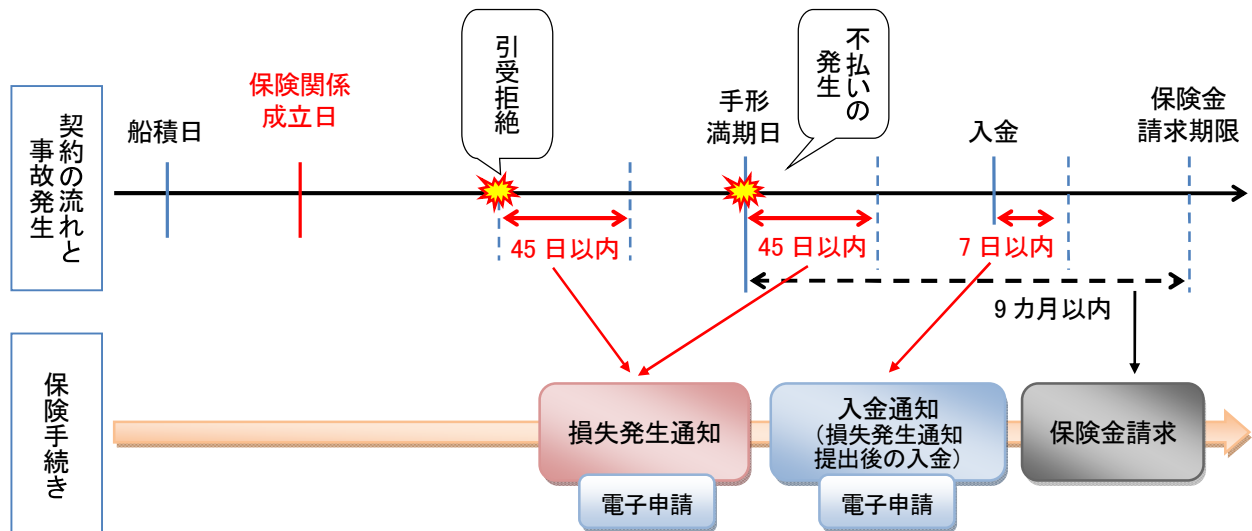 契約の流れと
事故発生
船積日
保険関係
成立日
引受拒絶
手形
満期日
不払いの
発生
入金
保険金
請求期限
45 日以内
45 日以内
7 日以内
9 カ月以内
保険手続き
損失発生通知
電子申請
入金通知
（損失発生通知
提出後の入金）
電子申請
保険金請求